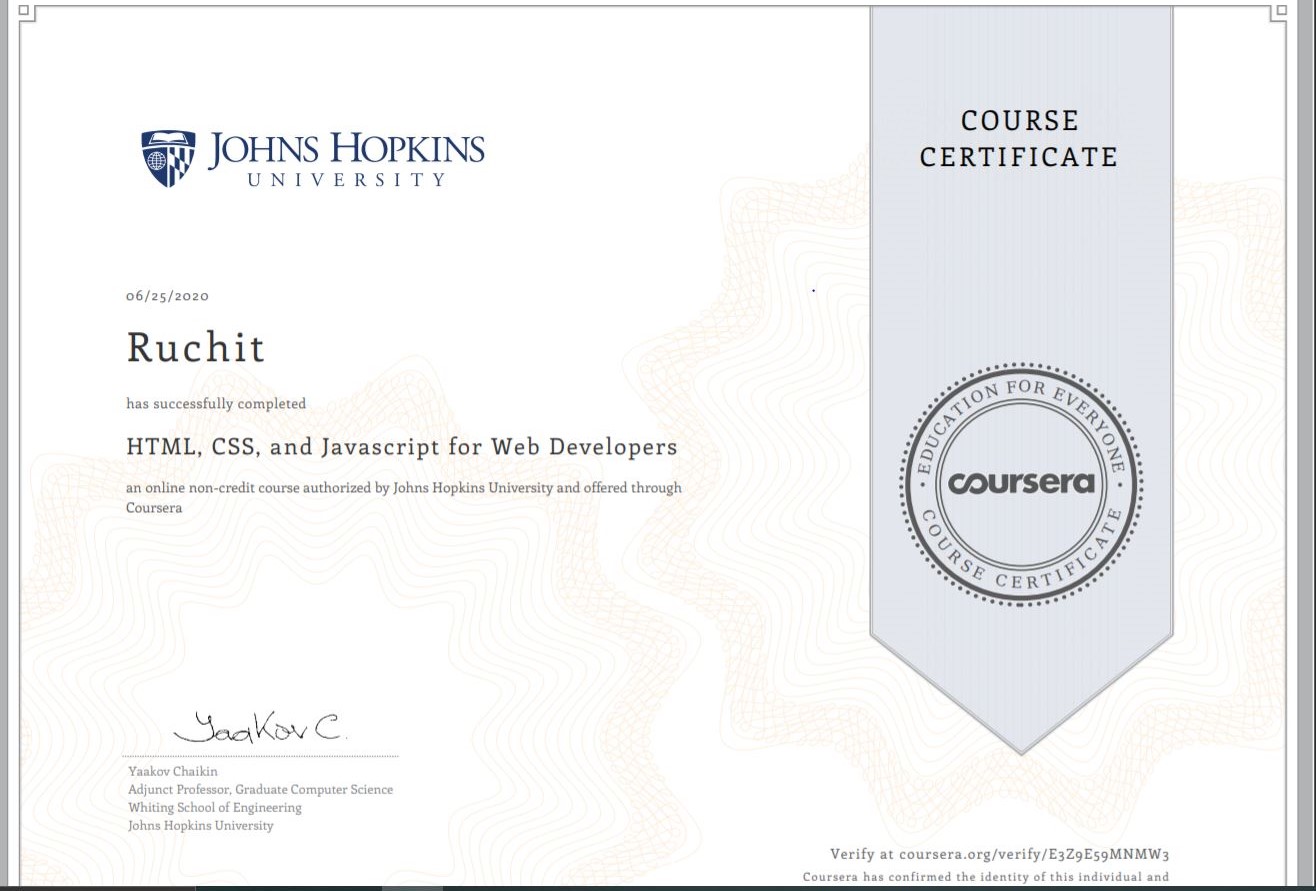 JOHNS HOPKINS
UNIVERSITY
COURSE
CERTIFICATE
06/25/2020
Ruchit
has successfully completed
HTML, CSS, and Javascript for Web Developers
an online non-credit course authorized by Johns Hopkins University and offered through
Coursera
EDUCATION FOR EVERYONE
coursera
COURSE CERTIFICATE
Yaakov C.
Yaakov Chaikin
Adjunct Professor, Graduate Computer Science
Whiting School of Engineering
Johns Hopkins University
Verify at coursera.org/verify/E3Z9E59MNMW3
Coursera has confirmed the identity of this individual and